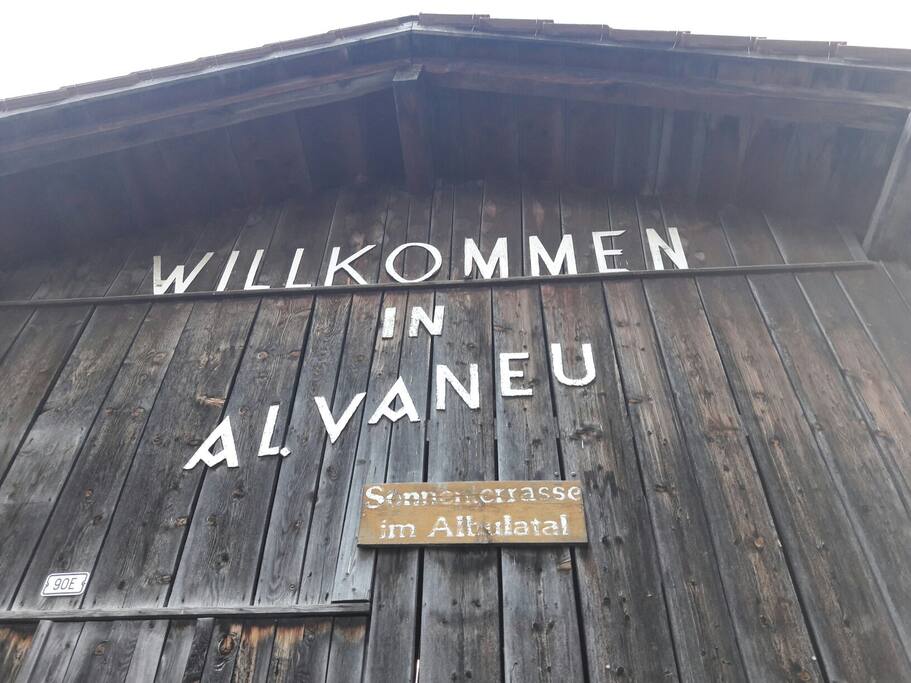 WILLKOMMEN
IN
ALVANEU
Sonnenterrasse
im Albulatal
90E